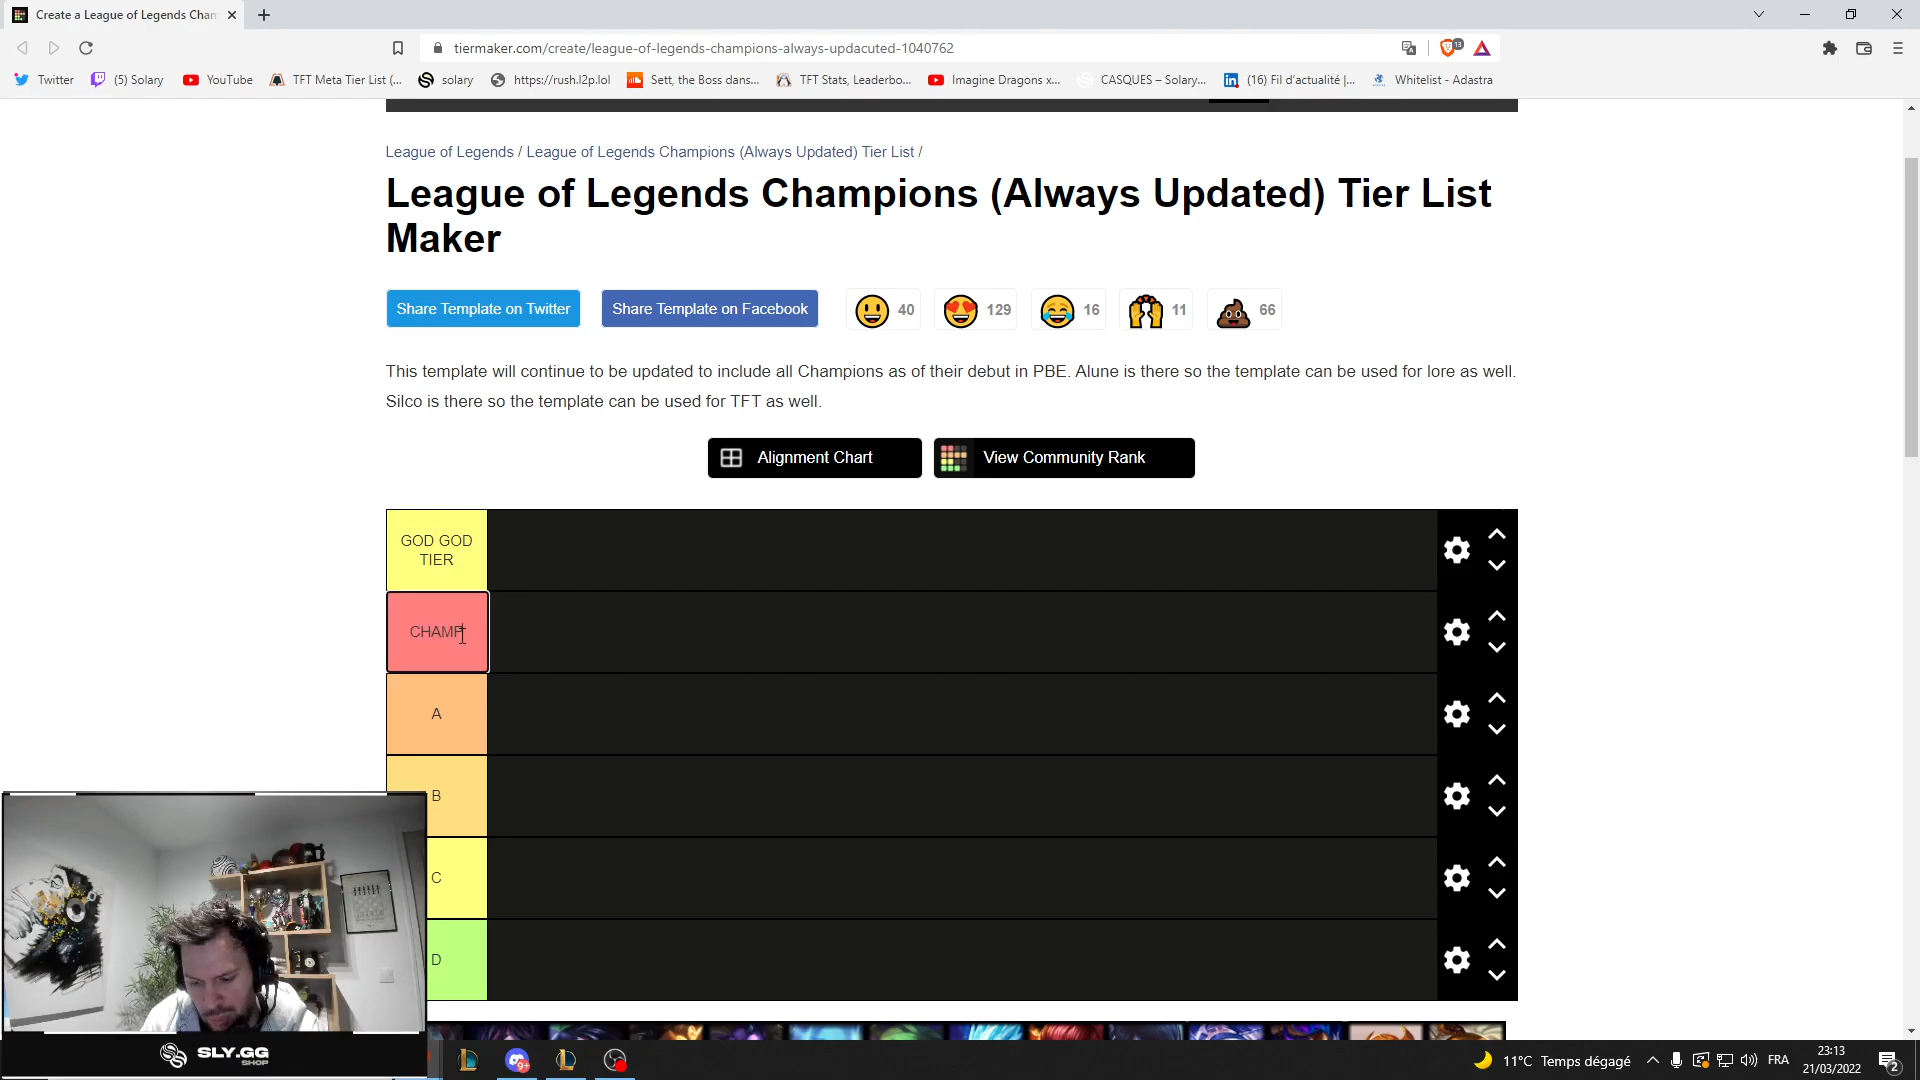 Create a League of Legends Cham
tiermaker.com/create/league-of-legends-champions-always-updacuted-1040762
13
Twitter
(5) Solary
YouTube
TFT Meta Tier List (...
solary
https://rush.l2p.lol
Sett, the Boss dans...
TFT Stats, Leaderbo...
Imagine Dragons x...
CASQUES – Solary...
(16) Fil d'actualité |...
Whitelist - Adastra
League of Legends / League of Legends Champions (Always Updated) Tier List /
League of Legends Champions (Always Updated) Tier List
Maker
Share Template on Twitter
Share Template on Facebook
40
129
16
11
66
This template will continue to be updated to include all Champions as of their debut in PBE. Alune is there so the template can be used for lore as well.
Silco is there so the template can be used for TFT as well.
Alignment Chart
View Community Rank
GOD GOD
TIER
CHAMP
A
B
C
D
SLY.GG
SHOP
9+
11°C Temps dégagé
FRA
23:13
21/03/2022
2